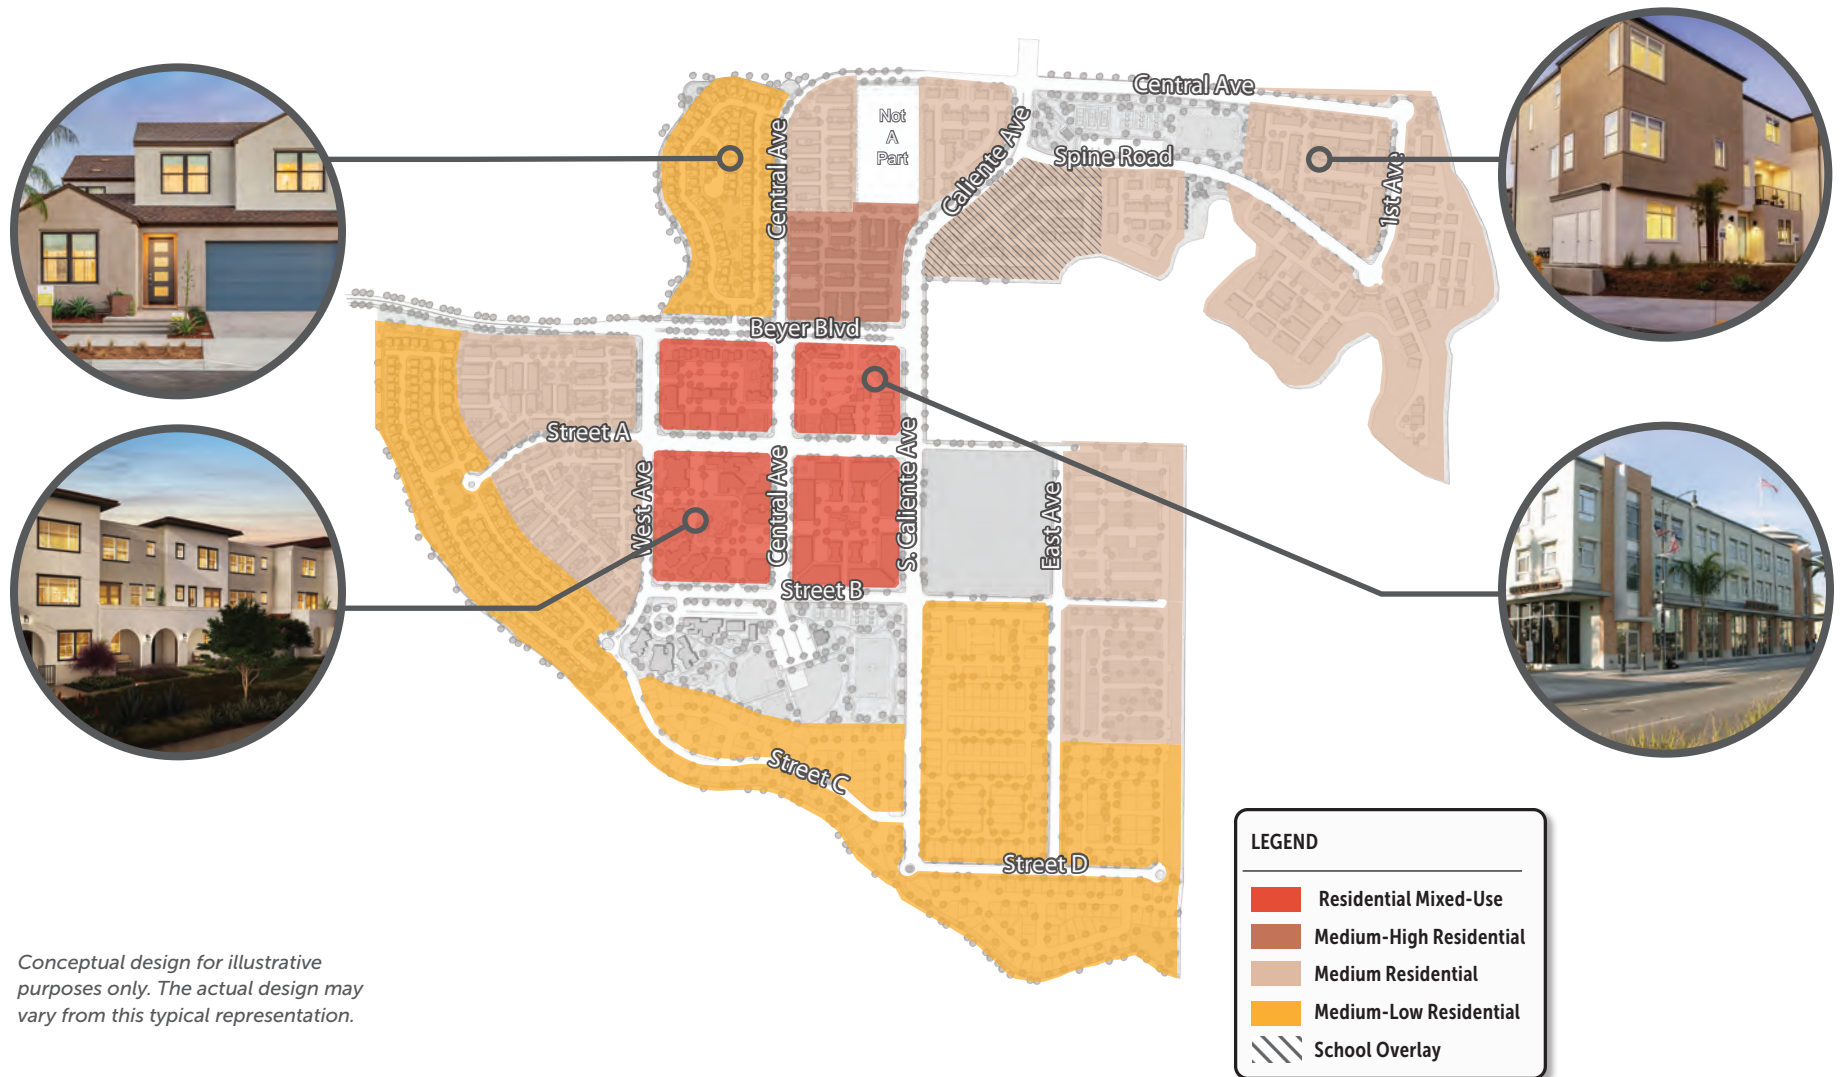 Central Ave
Not
A
Part
Central Ave
Caliente Ave
Spine Road
1st Ave
Beyer Blvd
Street A
West Ave
Central Ave
S. Caliente Ave
East Ave
Street B
Street C
Street D
LEGEND
Residential Mixed-Use
Medium-High Residential
Medium Residential
Medium-Low Residential
School Overlay
Conceptual design for illustrative
purposes only. The actual design may
vary from this typical representation.